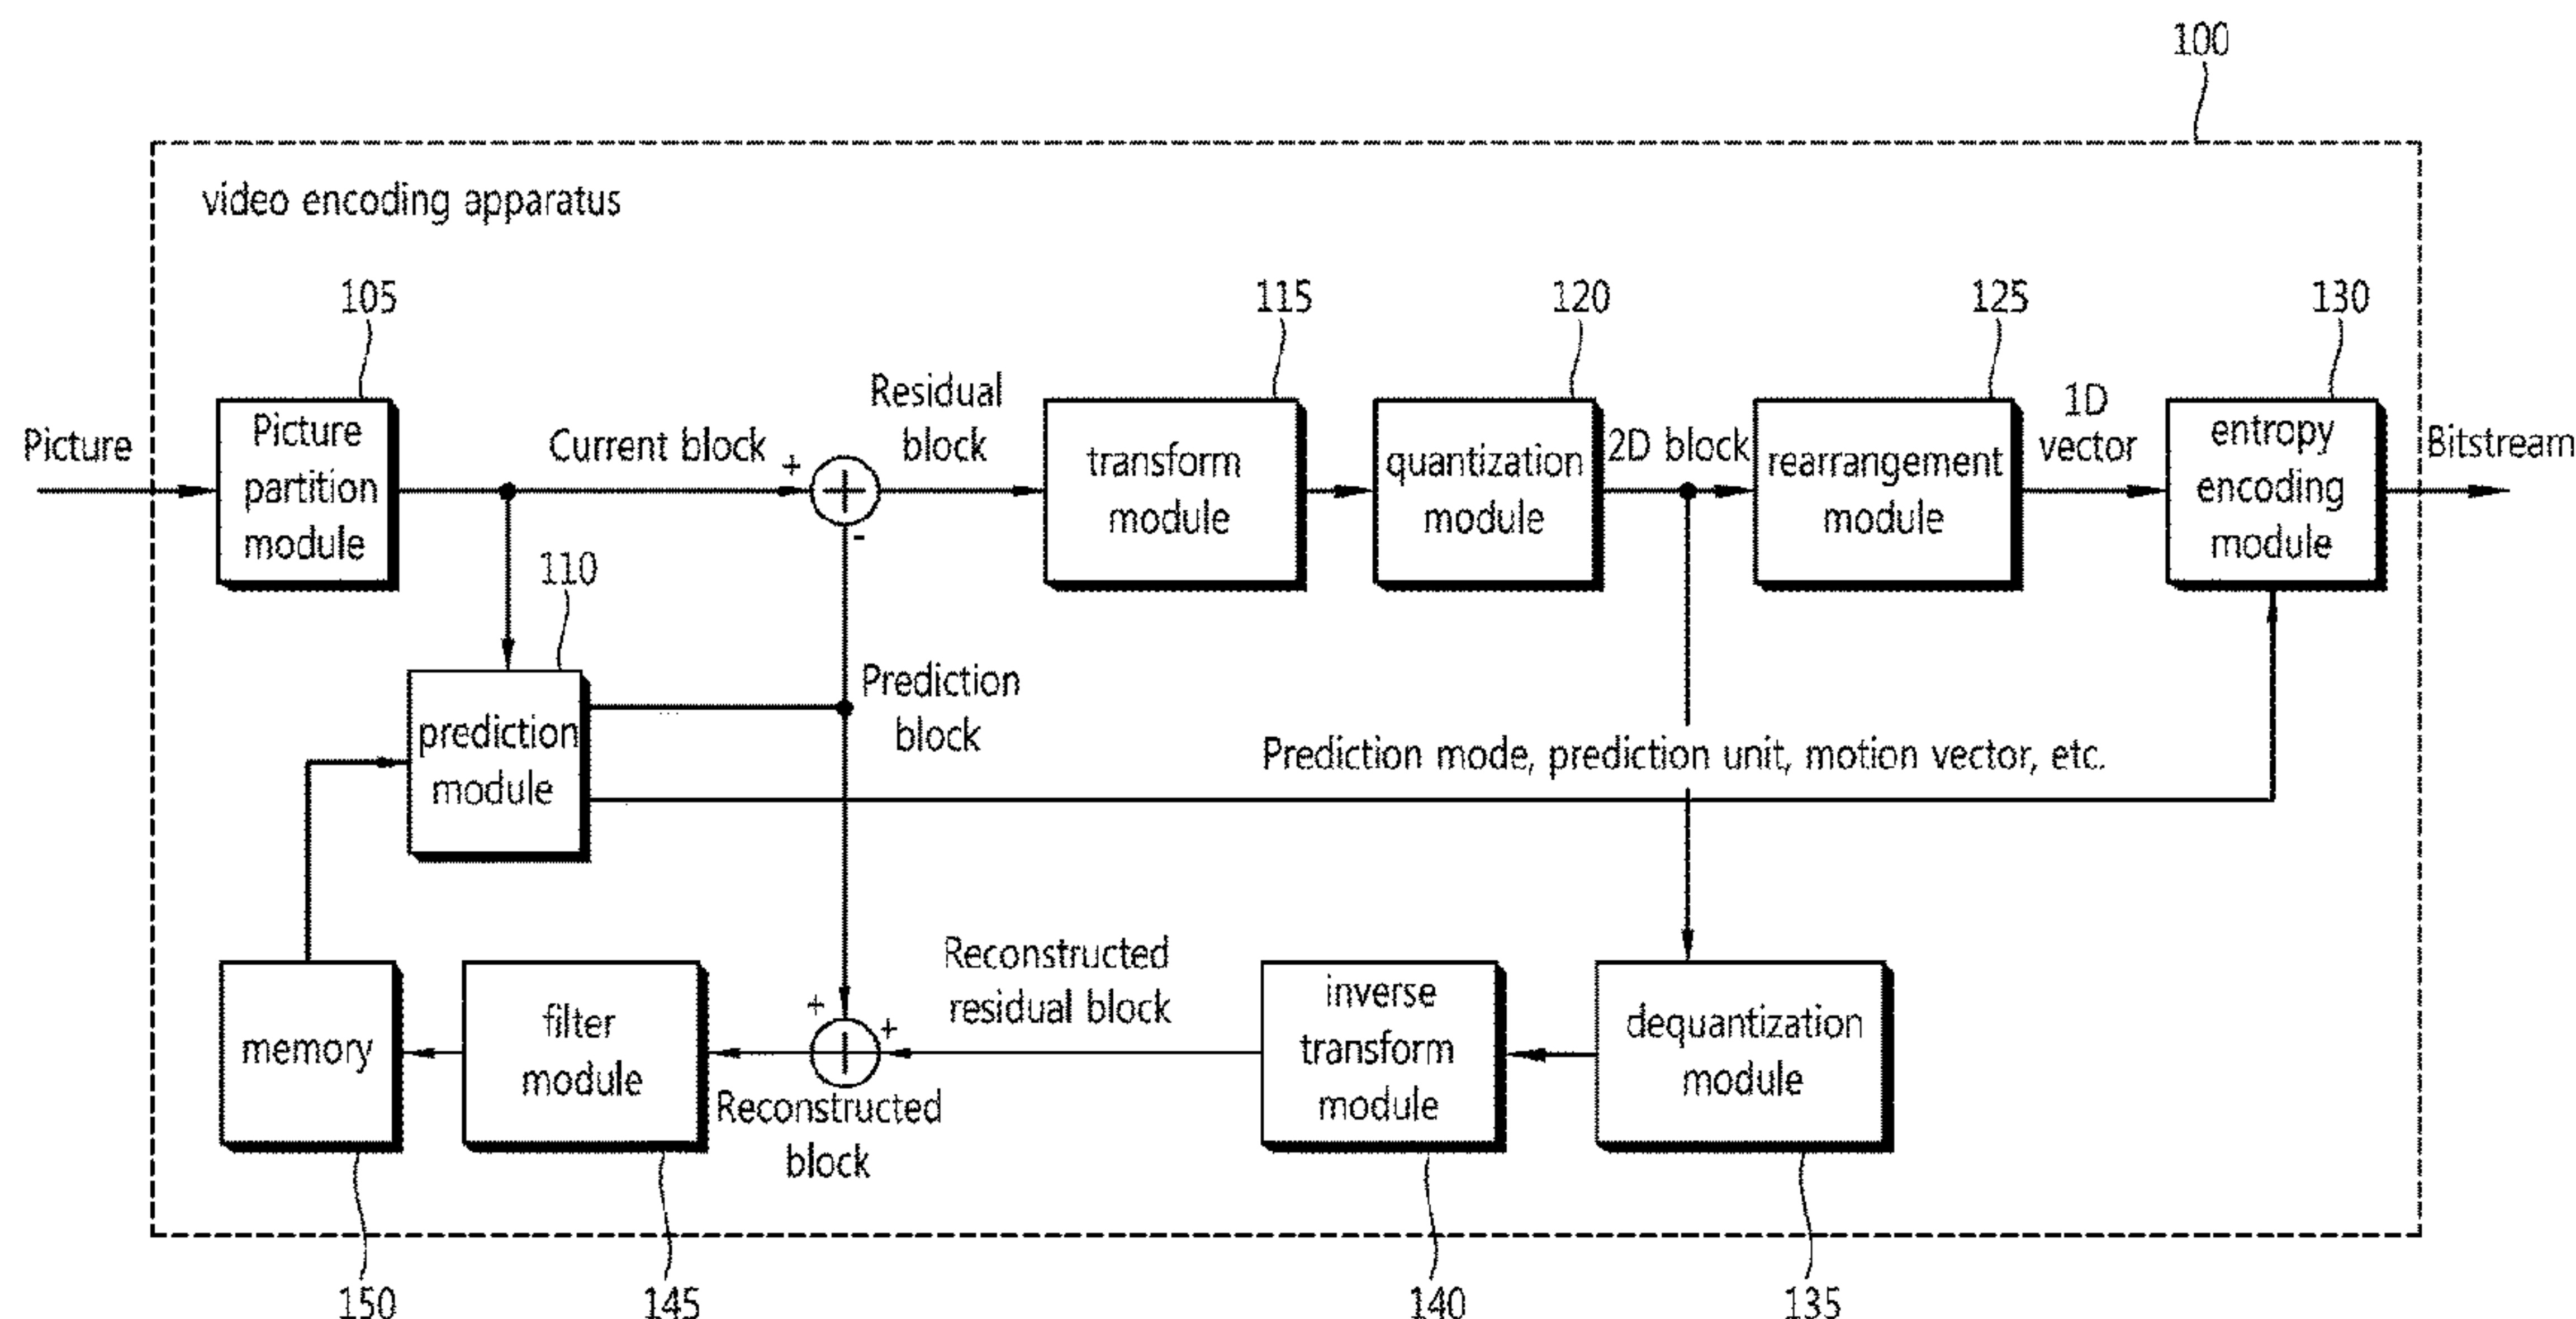 100
video encoding apparatus
105
115
120
125
130
Picture
Picture
partition
module
Current block
+
-
Residual
block
transform
module
quantization
module
2D block
rearrangement
module
1D
vector
entropy
encoding
module
Bitstream
110
prediction
module
Prediction
block
Prediction mode, prediction unit, motion vector, etc.
memory
filter
module
+
+
Reconstructed
block
Reconstructed
residual block
inverse
transform
module
dequantization
module
150
145
140
135